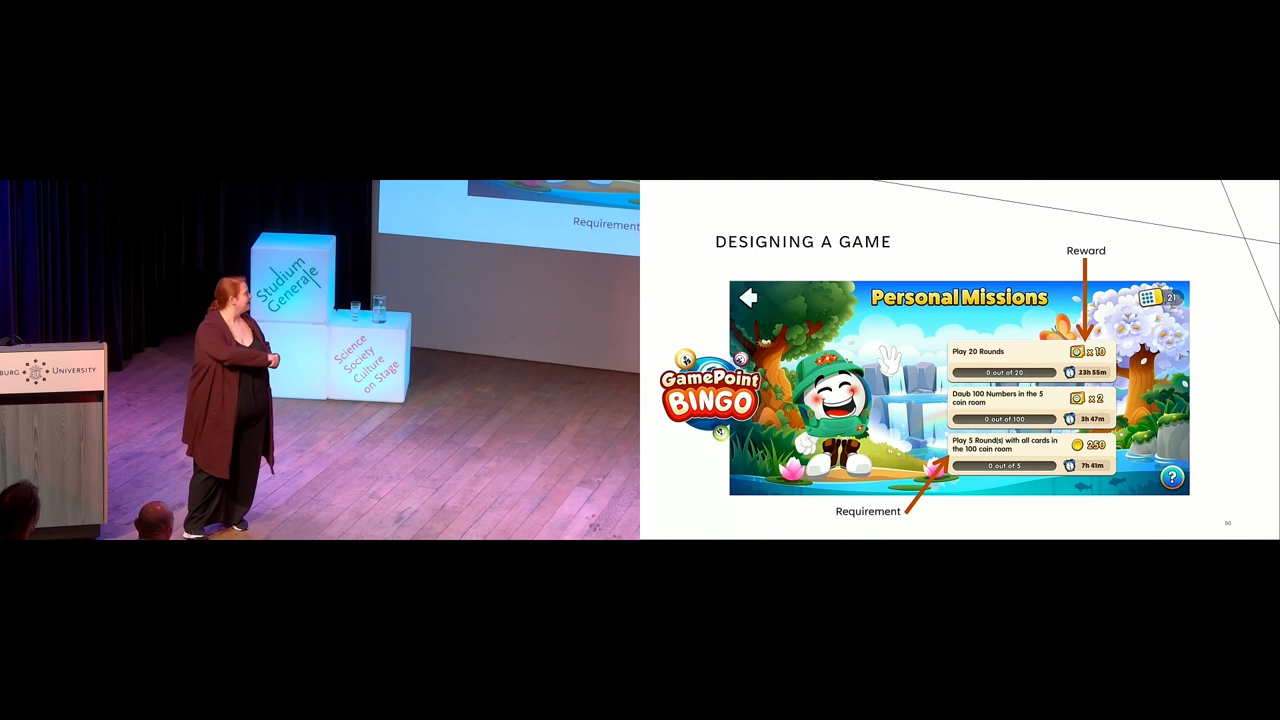 Requirement
Studium
Generale
Science
Society
Culture
on Stage
BURG UNIVERSITY
DESIGNING A GAME
Reward
Personal Missions
21
GamePoint
BINGO
Play 20 Rounds
x 10
0 out of 20
23h 55m
Daub 100 Numbers in the 5
coin room
x 2
0 out of 100
3h 47m
Play 5 Round(s) with all cards in
the 100 coin room
250
0 out of 5
7h 41m
?
Requirement
50